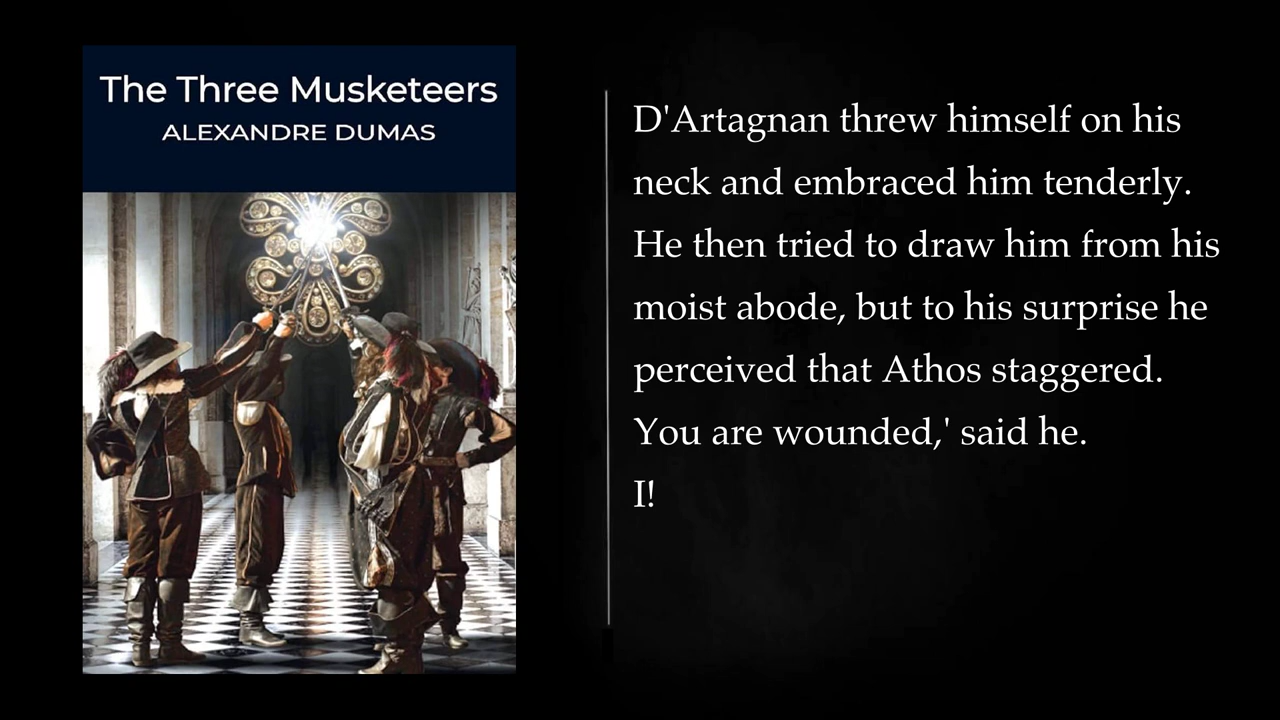 The Three Musketeers
ALEXANDRE DUMAS
D'Artagnan threw himself on his
neck and embraced him tenderly.
He then tried to draw him from his
moist abode, but to his surprise he
perceived that Athos staggered.
You are wounded,' said he.
I!